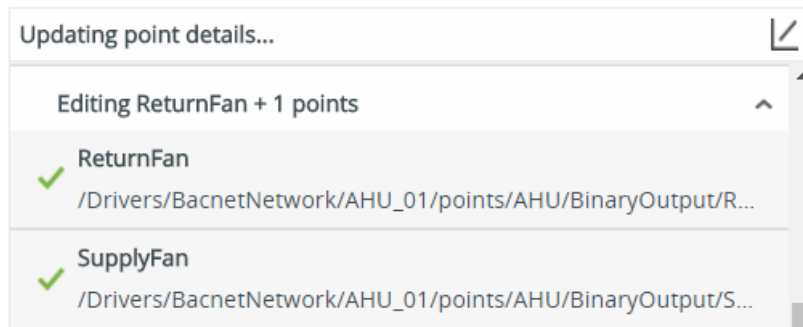 Updating point details...
Editing ReturnFan + 1 points
ReturnFan
/Drivers/BacnetNetwork/AHU_01/points/AHU/BinaryOutput/R...
SupplyFan
/Drivers/BacnetNetwork/AHU_01/points/AHU/BinaryOutput/S...